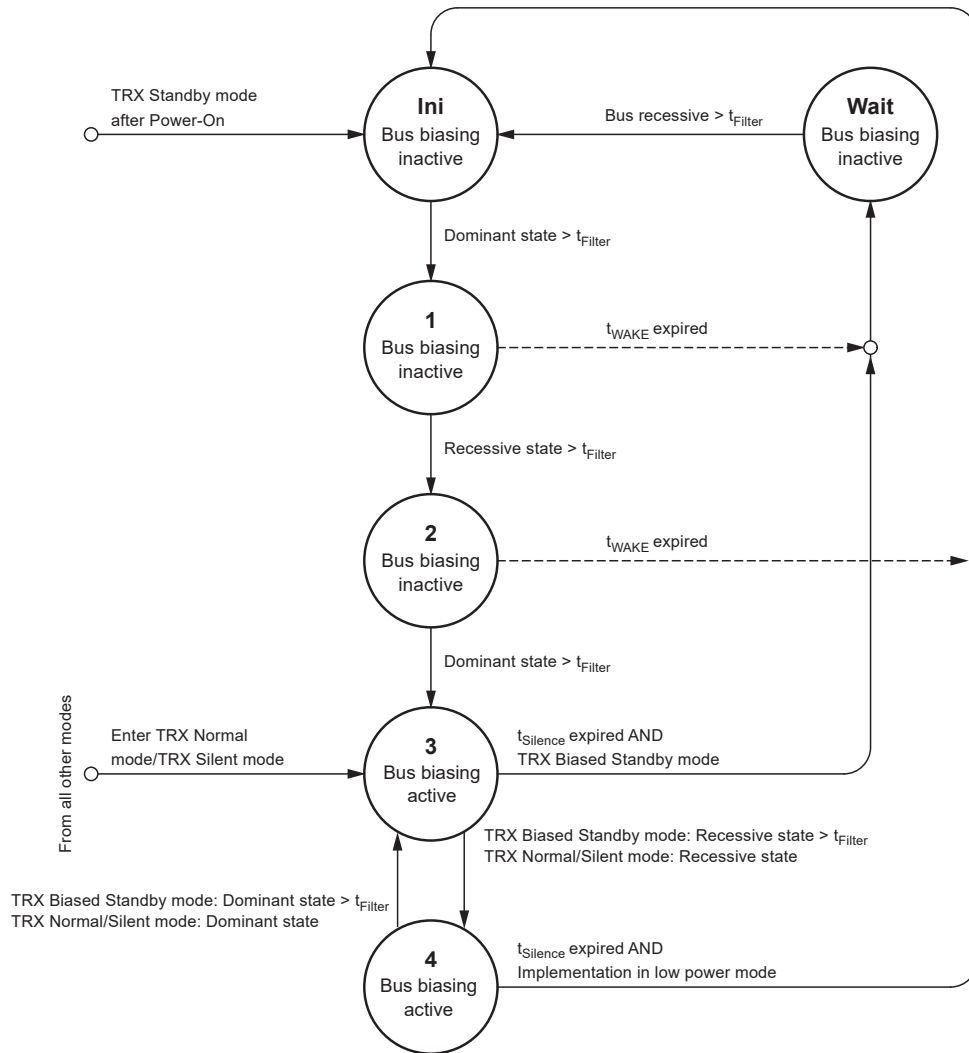 TRX Standby mode
after Power-On
Ini
Bus biasing
inactive
Bus recessive > tFilter
Wait
Bus biasing
inactive
Dominant state > tFilter
1
Bus biasing
inactive
tWAKE expired
Recessive state > tFilter
2
Bus biasing
inactive
tWAKE expired
Dominant state > tFilter
From all other modes
Enter TRX Normal
mode/TRX Silent mode
3
Bus biasing
active
tSilence expired AND
TRX Biased Standby mode
TRX Biased Standby mode: Recessive state > tFilter
TRX Normal/Silent mode: Recessive state
TRX Biased Standby mode: Dominant state > tFilter
TRX Normal/Silent mode: Dominant state
4
Bus biasing
active
tSilence expired AND
Implementation in low power mode